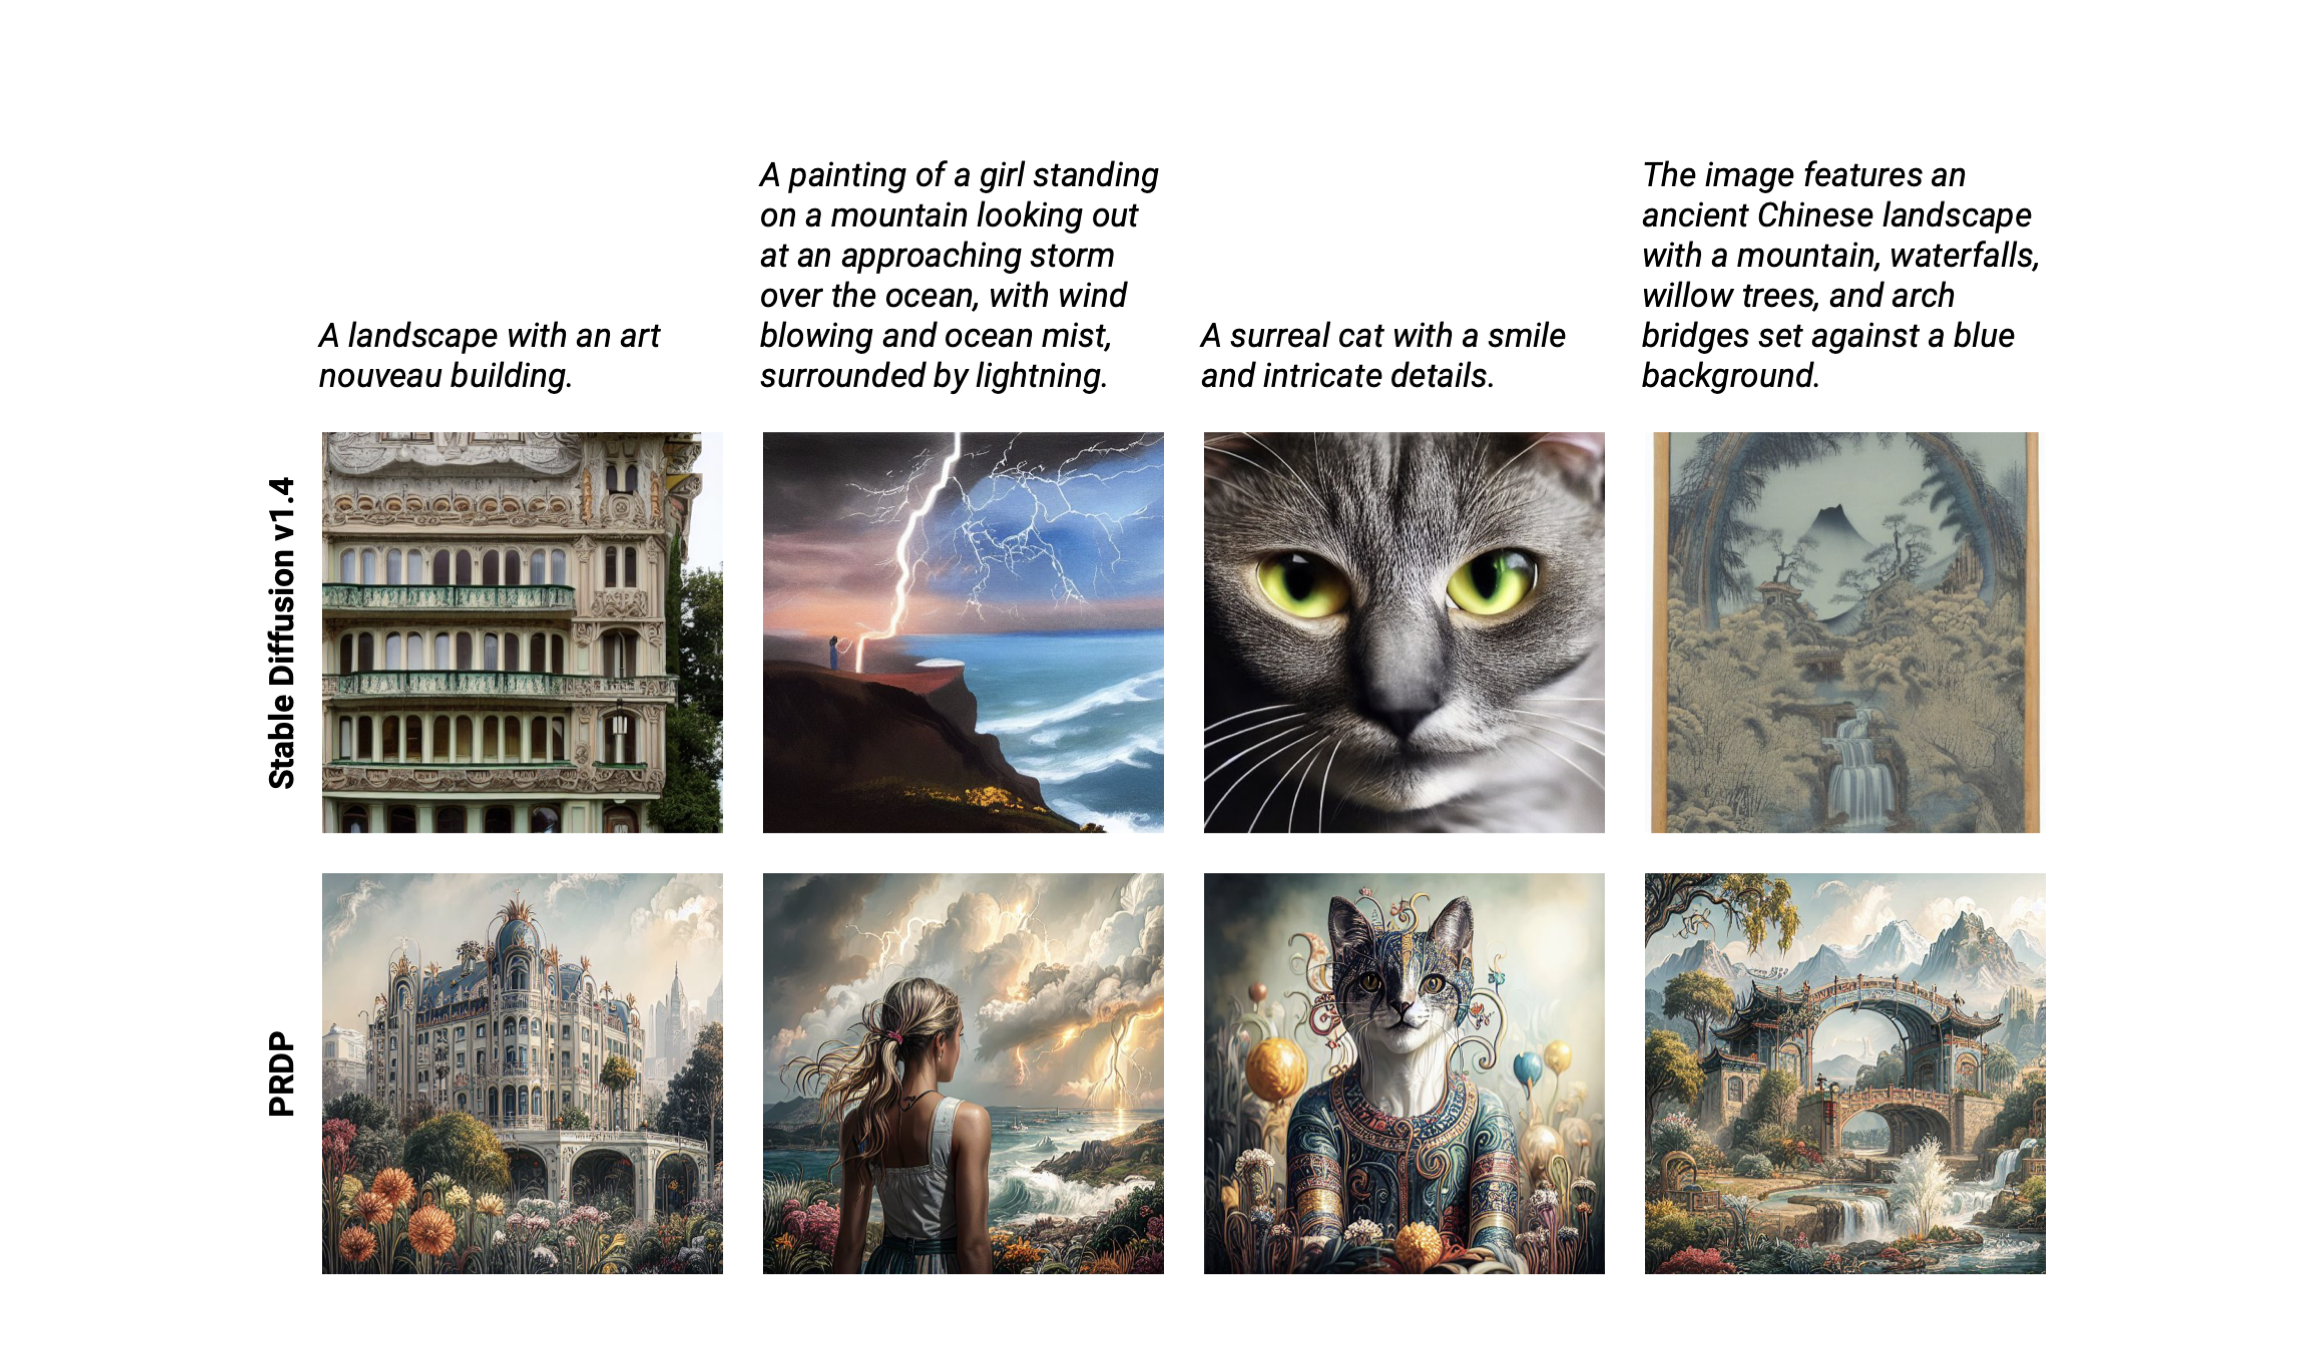 A landscape with an art
nouveau building.
A painting of a girl standing
on a mountain looking out
at an approaching storm
over the ocean, with wind
blowing and ocean mist,
surrounded by lightning.
A surreal cat with a smile
and intricate details.
The image features an
ancient Chinese landscape
with a mountain, waterfalls,
willow trees, and arch
bridges set against a blue
background.
Stable Diffusion v1.4
PRDP